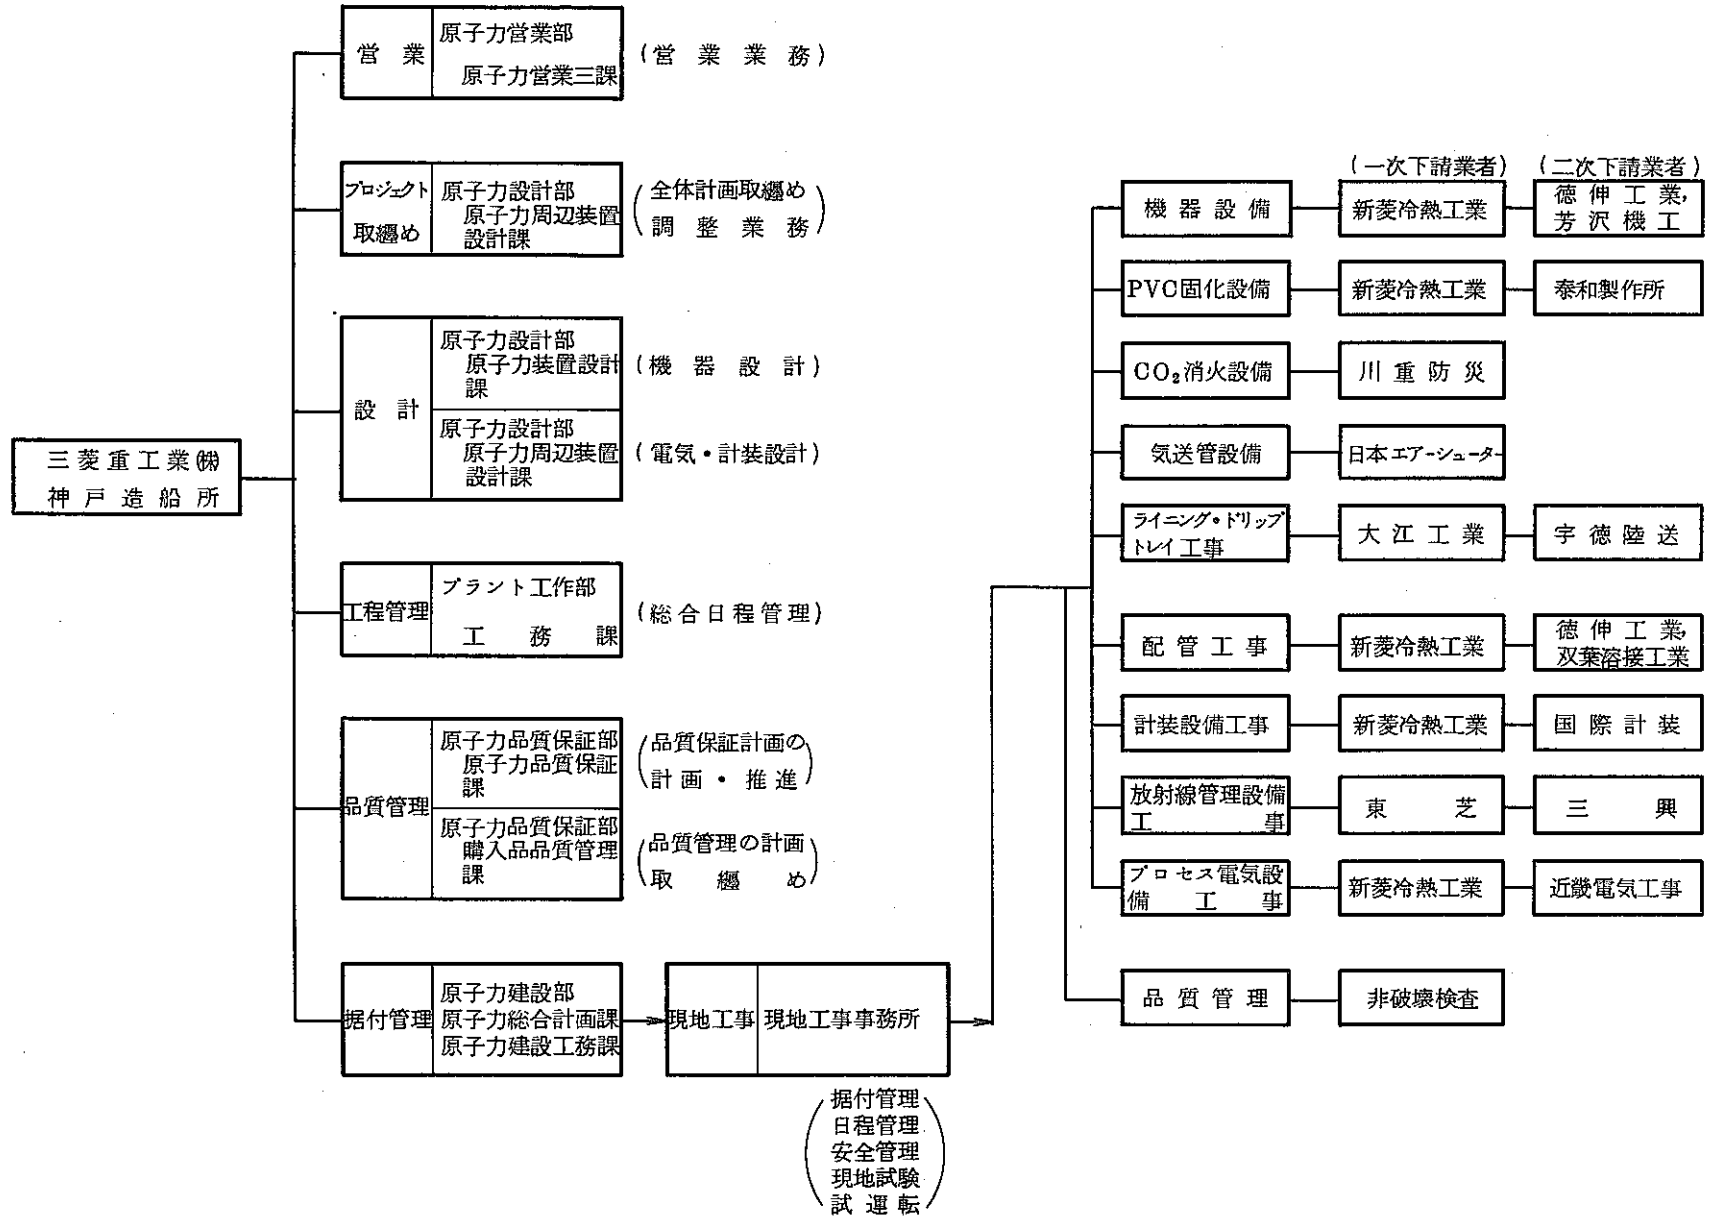 三菱重工業㈱
神戸造船所
営業
原子力営業部
原子力営業三課
(営業業務)
プロジェクト
取纒め
原子力設計部
原子力周辺装置
設計課
(全体計画取纒め
調整業務)
設計
原子力設計部
原子力装置設計
課
(機器設計)
原子力設計部
原子力周辺装置
設計課
(電気・計装設計)
工程管理
プラント工作部
工務課
(総合日程管理)
品質管理
原子力品質保証部
原子力品質保証
課
(品質保証計画の
計画・推進)
原子力品質保証部
購入品品質管理
課
(品質管理の計画
取纒め)
据付管理
原子力建設部
原子力総合計画課
原子力建設工務課
現地工事
現地工事事務所
(据付管理
日程管理
安全管理
現地試験
試運転)
(一次下請業者)
(二次下請業者)
機器設備
新菱冷熱工業
徳伸工業,
芳沢機工
PVC固化設備
新菱冷熱工業
泰和製作所
CO₂消火設備
川重防災
気送管設備
日本エアーシューター
ライニング・ドリップ
トレイ工事
大江工業
宇徳陸送
配管工事
新菱冷熱工業
徳伸工業,
双葉溶接工業
計装設備工事
新菱冷熱工業
国際計装
放射線管理設備
工事
東芝
三興
プロセス電気設
備工事
新菱冷熱工業
近畿電気工事
品質管理
非破壊検査